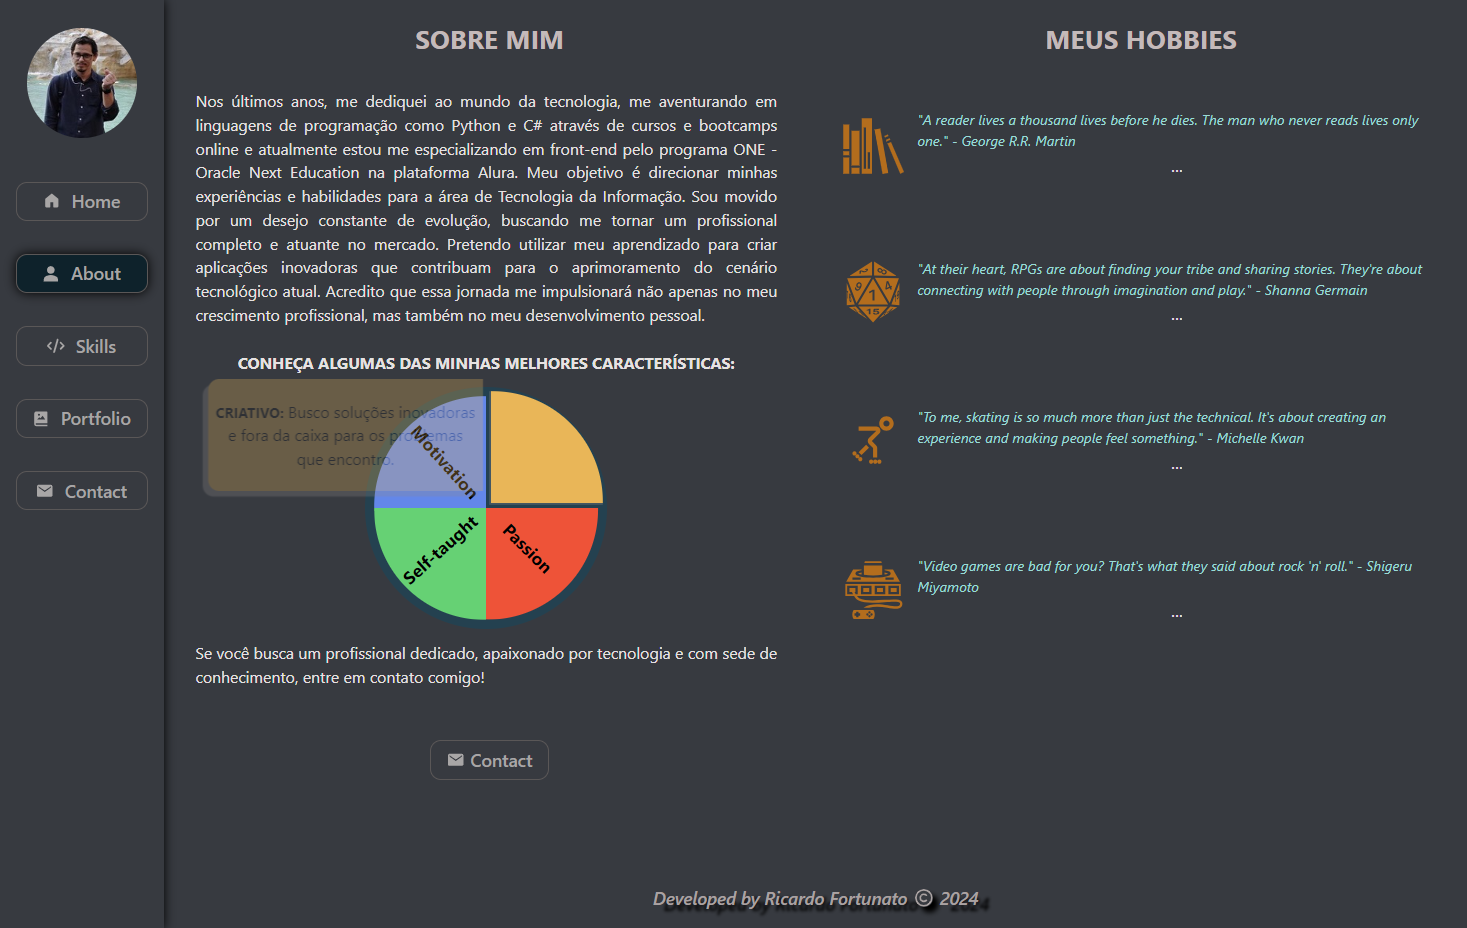 Home
About
Skills
Portfolio
Contact
SOBRE MIM
Nos últimos anos, me dediquei ao mundo da tecnologia, me aventurando em
linguagens de programação como Python e C# através de cursos e bootcamps
online e atualmente estou me especializando em front-end pelo programa ONE -
Oracle Next Education na plataforma Alura. Meu objetivo é direcionar minhas
experiências e habilidades para a área de Tecnologia da Informação. Sou movido
por um desejo constante de evolução, buscando me tornar um profissional
completo e atuante no mercado. Pretendo utilizar meu aprendizado para criar
aplicações inovadoras que contribuam para o aprimoramento do cenário
tecnológico atual. Acredito que essa jornada me impulsionará não apenas no meu
crescimento profissional, mas também no meu desenvolvimento pessoal.
CONHEÇA ALGUMAS DAS MINHAS MELHORES CARACTERÍSTICAS:
CRIATIVO: Busco soluções inovadoras
e fora da caixa para os problemas
que encontro.
Motivation
Self-taught
Passion
Se você busca um profissional dedicado, apaixonado por tecnologia e com sede de
conhecimento, entre em contato comigo!
Contact
MEUS HOBBIES
"A reader lives a thousand lives before he dies. The man who never reads lives only
one." - George R.R. Martin
...
9
4
1
15
"At their heart, RPGs are about finding your tribe and sharing stories. They're about
connecting with people through imagination and play." - Shanna Germain
...
"To me, skating is so much more than just the technical. It's about creating an
experience and making people feel something." - Michelle Kwan
...
"Video games are bad for you? That's what they said about rock 'n' roll." - Shigeru
Miyamoto
...
Developed by Ricardo Fortunato © 2024